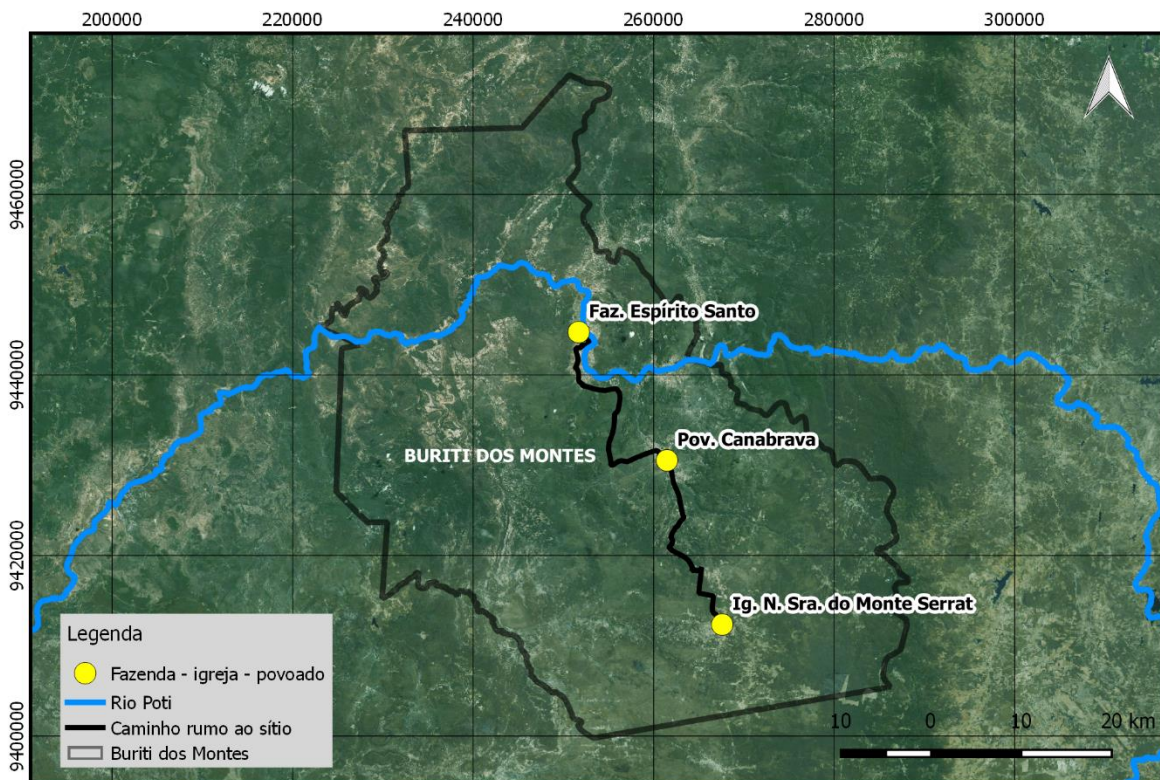 200000 220000 240000 260000 280000 300000
9460000
9440000
9420000
9400000
Faz. Espírito Santo
Pov. Canabrava
BURITI DOS MONTES
Ig. N. Sra. do Monte Serrat
Legenda
Fazenda - igreja - povoado
Rio Poti
Caminho rumo ao sítio
Buriti dos Montes
10 0 10 20 km